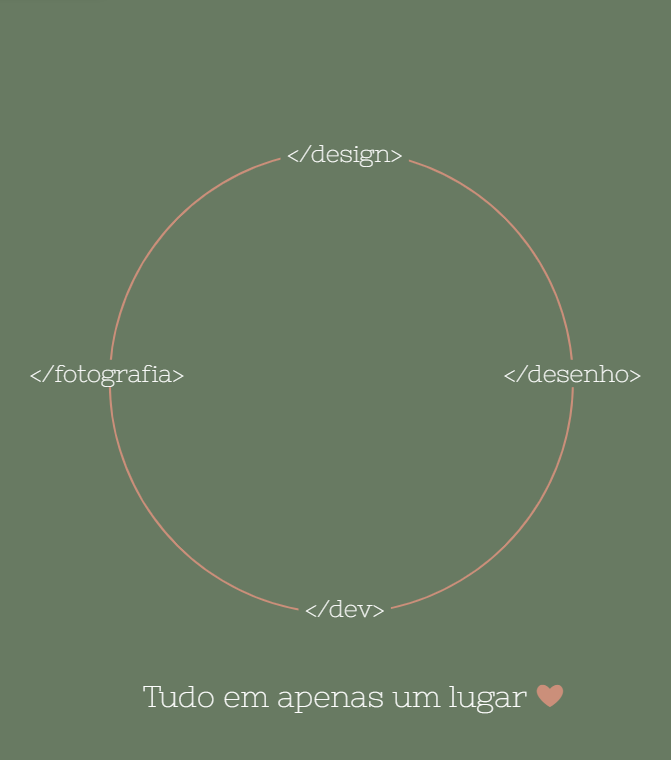 </design>
</fotografia>
</desenho>
</dev>
Tudo em apenas um lugar